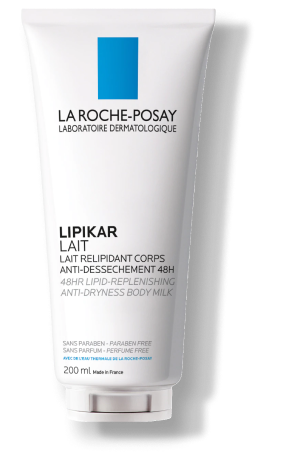 LA ROCHE-POSAY
LABORATOIRE DERMATOLOGIQUE
LIPIKAR
LAIT
LAIT RELIPIDANT CORPS
ANTI-DESSECHEMENT 48H
48HR LIPID-REPLENISHING
ANTI-DRYNESS BODY MILK
SANS PARABEN - PARABEN FREE
SANS PARFUM - PERFUME FREE
AVEC DE L'EAU THERMALE DE LA ROCHE-POSAY
200 ml Made in France